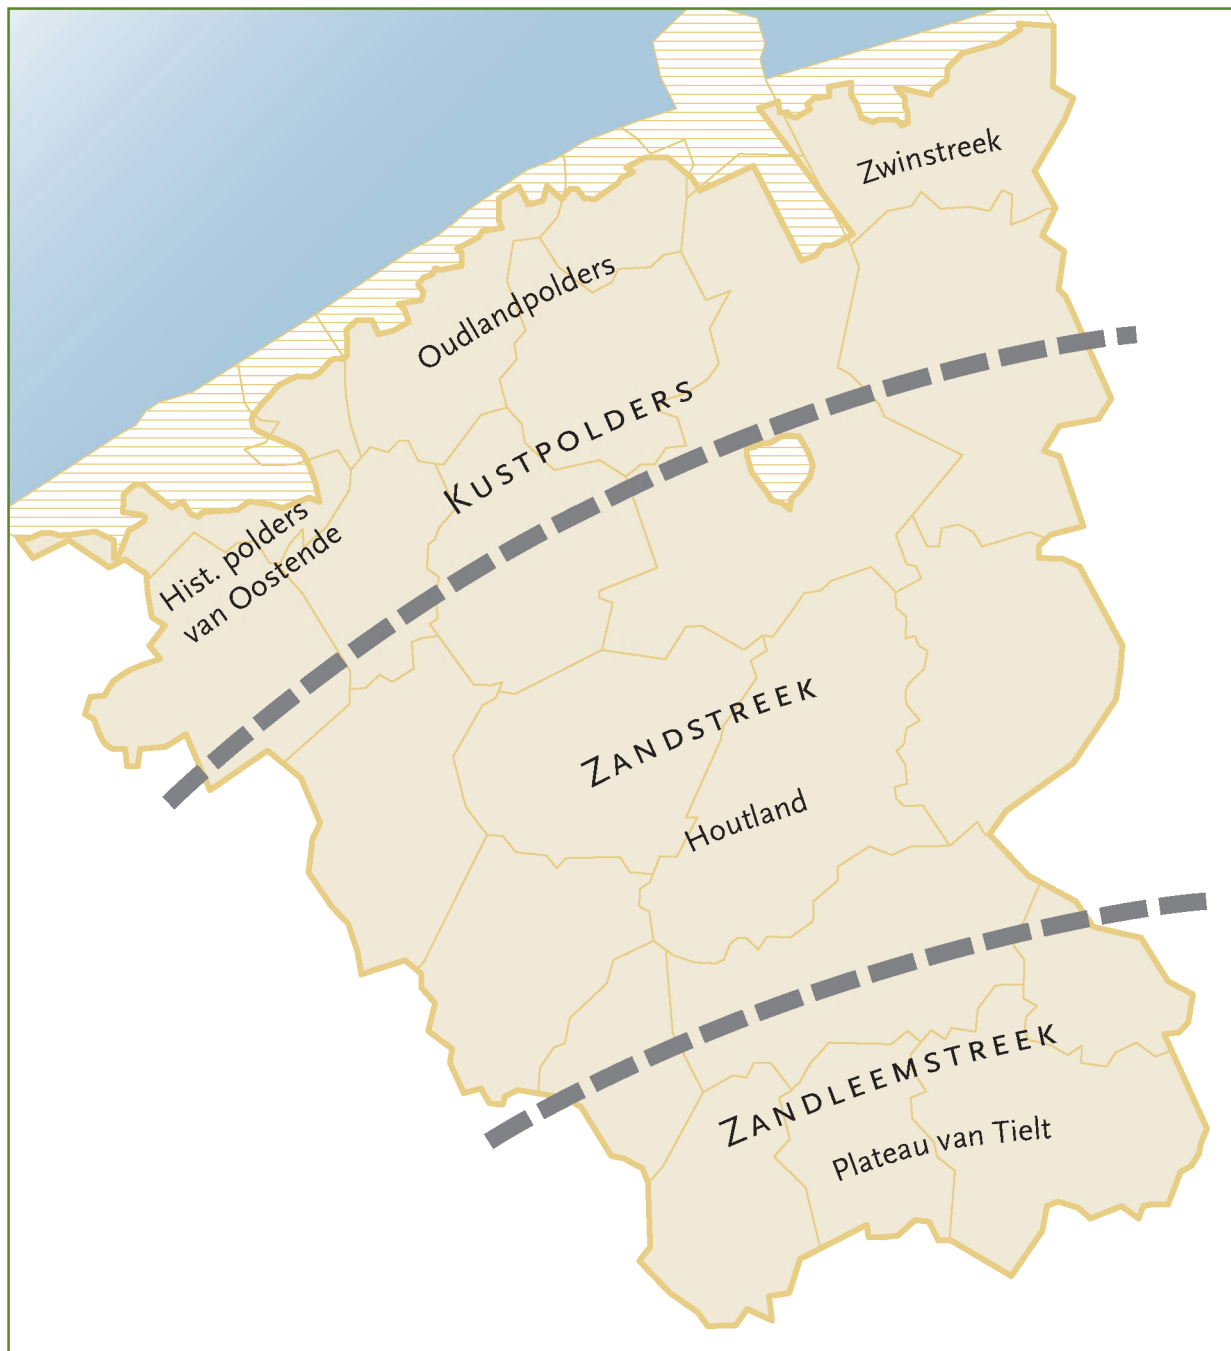 Zwinstreek
Oudlandpolders
KUSTPOLDERS
Hist. polders
van Oostende
ZANDSTREEK
Houtland
ZANDLEEMSTREEK
Plateau van Tielt